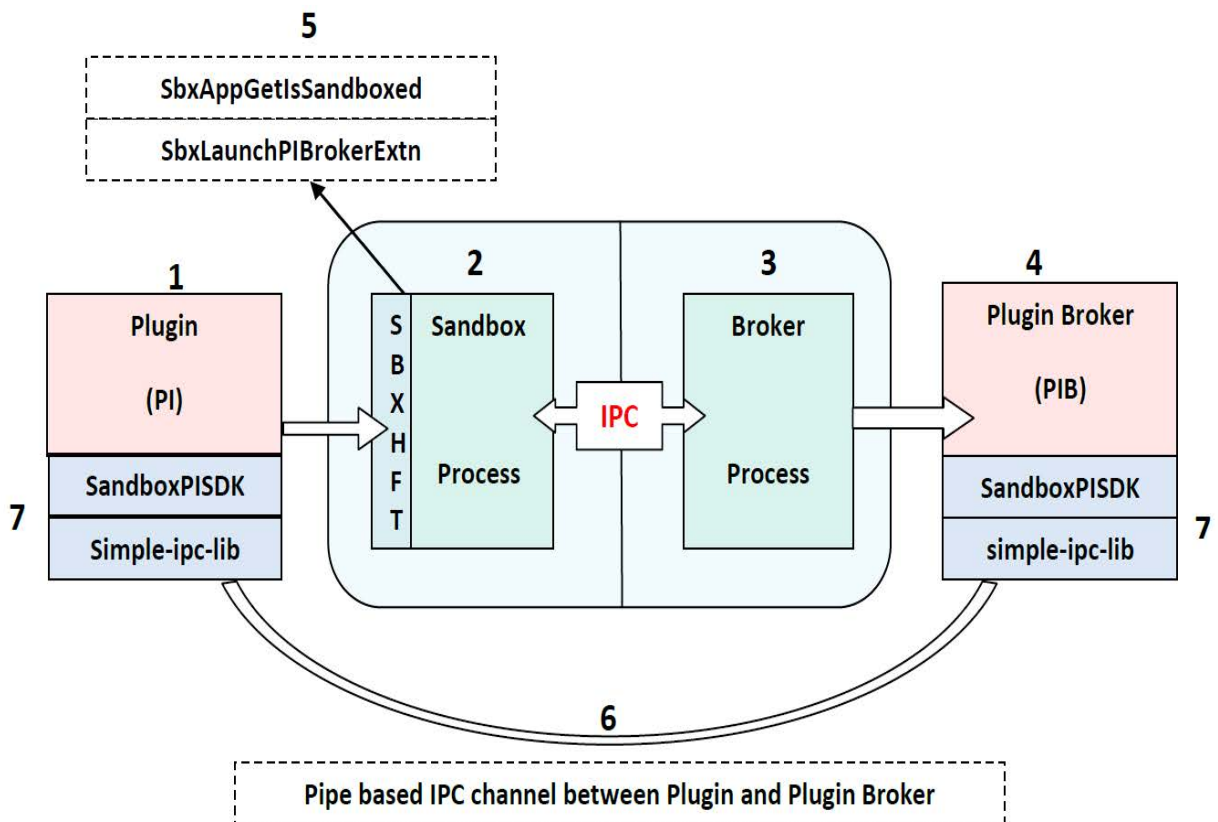 5
SbxAppGetIsSandboxed
SbxLaunchPIBrokerExtn
1
Plugin
(PI)
SandboxPISDK
7
Simple-ipc-lib
2
S
B
X
H
F
T
Sandbox
Process
IPC
3
Broker
Process
4
Plugin Broker
(PIB)
SandboxPISDK
7
simple-ipc-lib
6
Pipe based IPC channel between Plugin and Plugin Broker